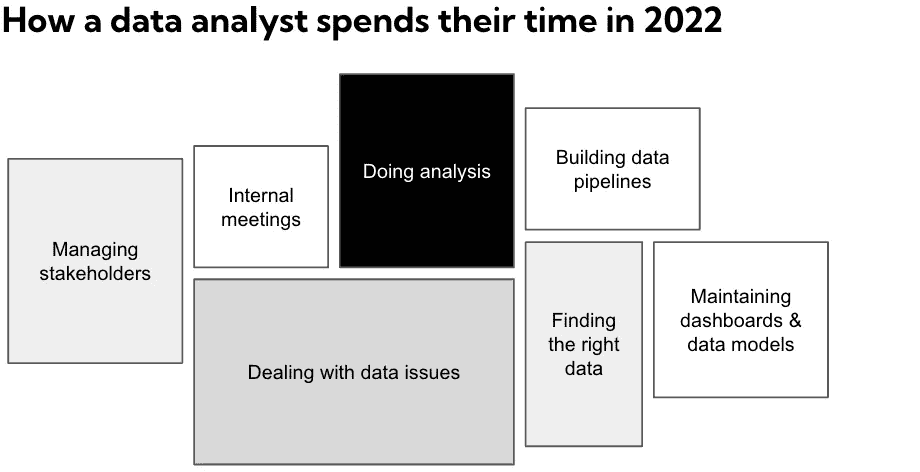 How a data analyst spends their time in 2022
Managing
stakeholders
Internal
meetings
Doing analysis
Building data
pipelines
Dealing with data issues
Finding
the right
data
Maintaining
dashboards &
data models